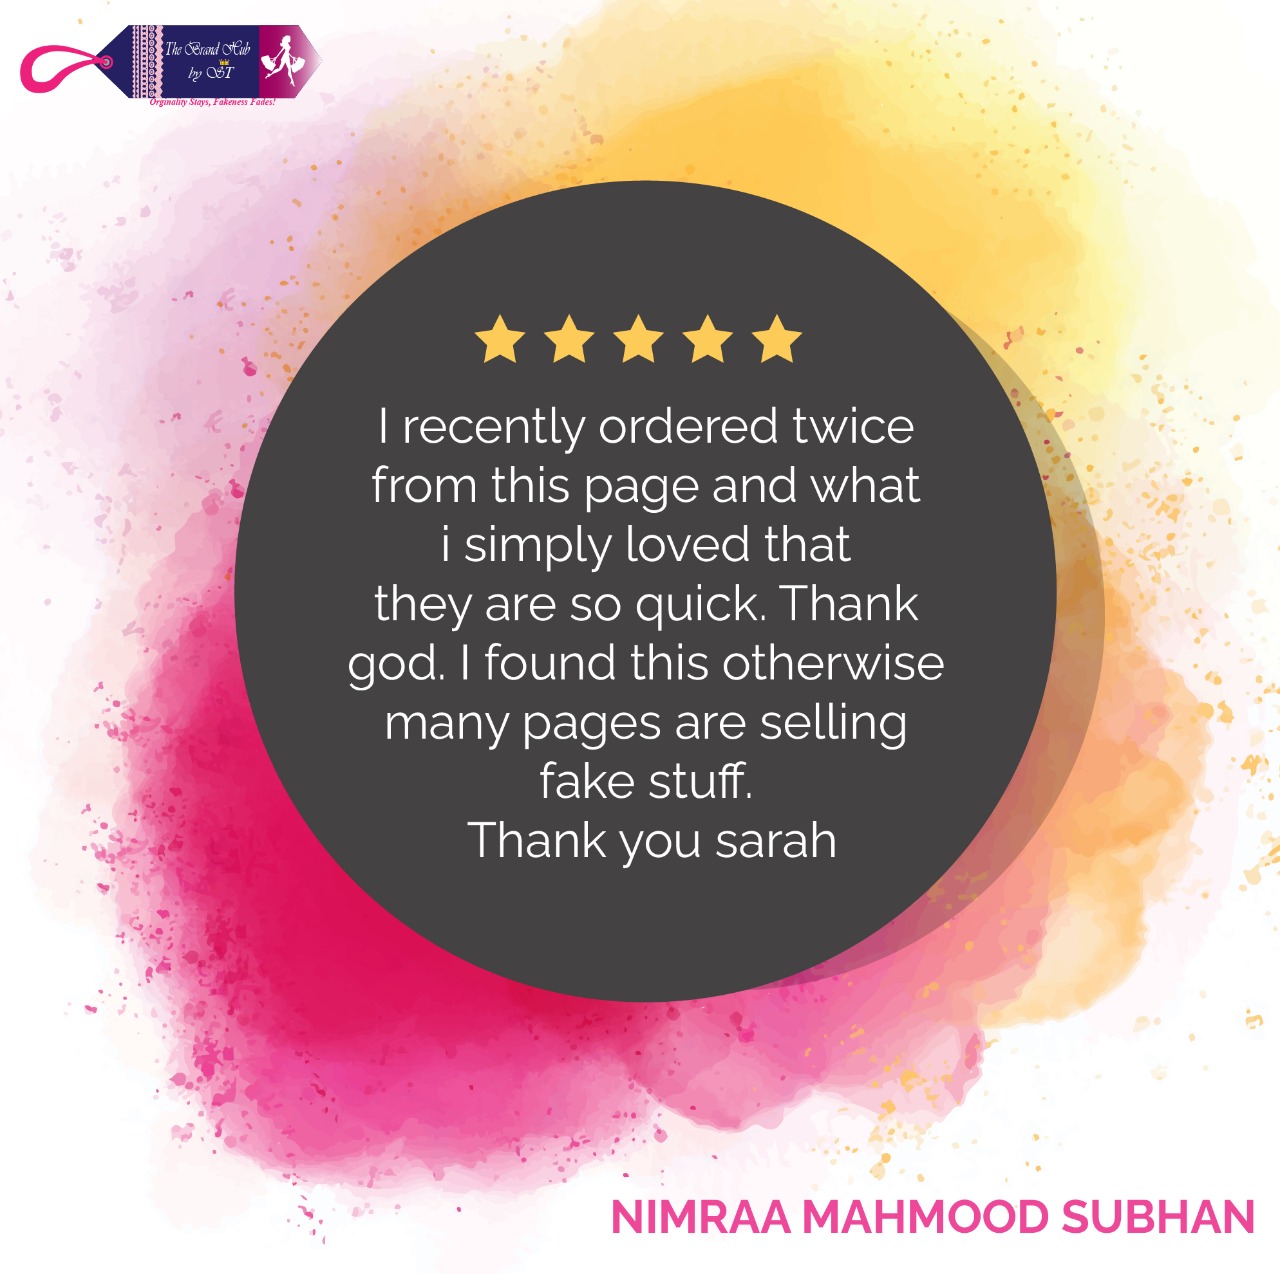 The Brand Hub
by ST
Orginality Stays, Fakeness Fades!
I recently ordered twice
from this page and what
i simply loved that
they are so quick. Thank
god. I found this otherwise
many pages are selling
fake stuff.
Thank you sarah
NIMRAA MAHMOOD SUBHAN